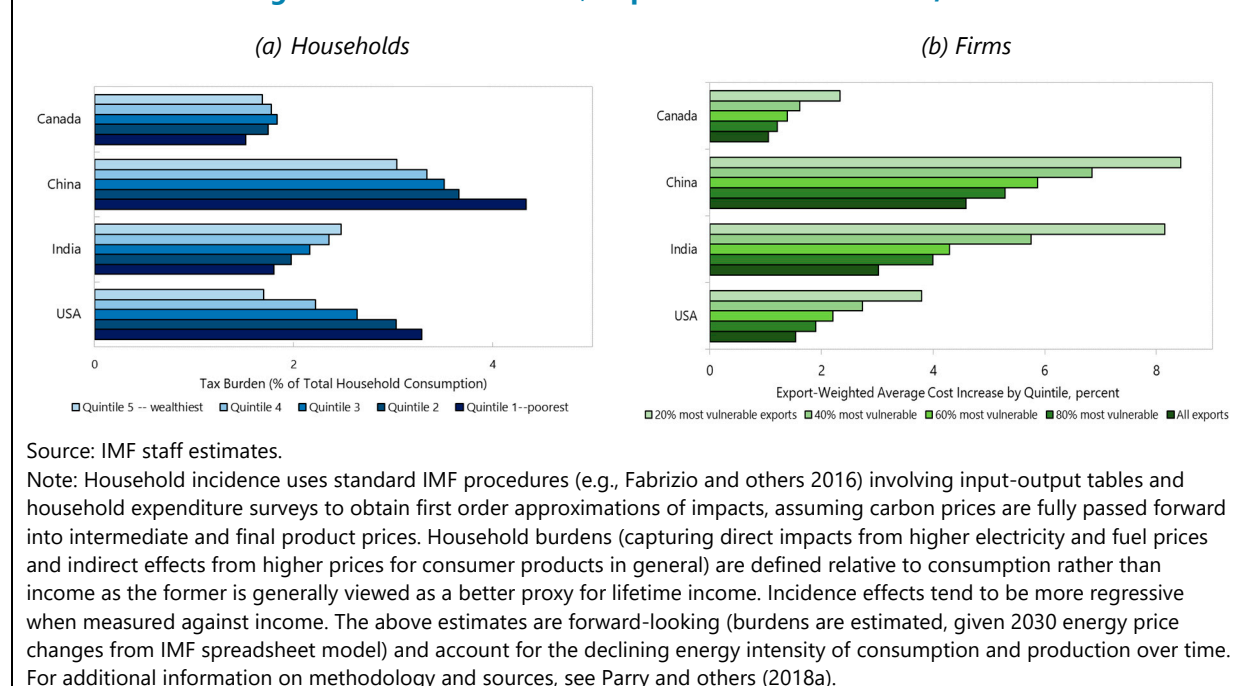 (a) Households
(b) Firms
Canada
China
India
USA
0 2 4
Tax Burden (% of Total Household Consumption)
Quintile 5 -- wealthiest Quintile 4 Quintile 3 Quintile 2 Quintile 1--poorest
Canada
China
India
USA
0 2 4 6 8
Export-Weighted Average Cost Increase by Quintile, percent
20% most vulnerable exports 40% most vulnerable 60% most vulnerable 80% most vulnerable All exports
Source: IMF staff estimates.
Note: Household incidence uses standard IMF procedures (e.g., Fabrizio and others 2016) involving input-output tables and
household expenditure surveys to obtain first order approximations of impacts, assuming carbon prices are fully passed forward
into intermediate and final product prices. Household burdens (capturing direct impacts from higher electricity and fuel prices
and indirect effects from higher prices for consumer products in general) are defined relative to consumption rather than
income as the former is generally viewed as a better proxy for lifetime income. Incidence effects tend to be more regressive
when measured against income. The above estimates are forward-looking (burdens are estimated, given 2030 energy price
changes from IMF spreadsheet model) and account for the declining energy intensity of consumption and production over time.
For additional information on methodology and sources, see Parry and others (2018a).